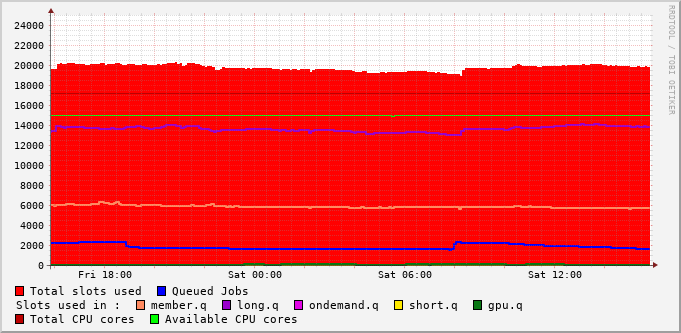 RRDTOOL / TOBI OETIKER
24000
22000
20000
18000
16000
14000
12000
10000
8000
6000
4000
2000
0
Fri 18:00 Sat 00:00 Sat 06:00 Sat 12:00
Total slots used Queued Jobs
Slots used in : member.q long.q ondemand.q short.q gpu.q
Total CPU cores Available CPU cores